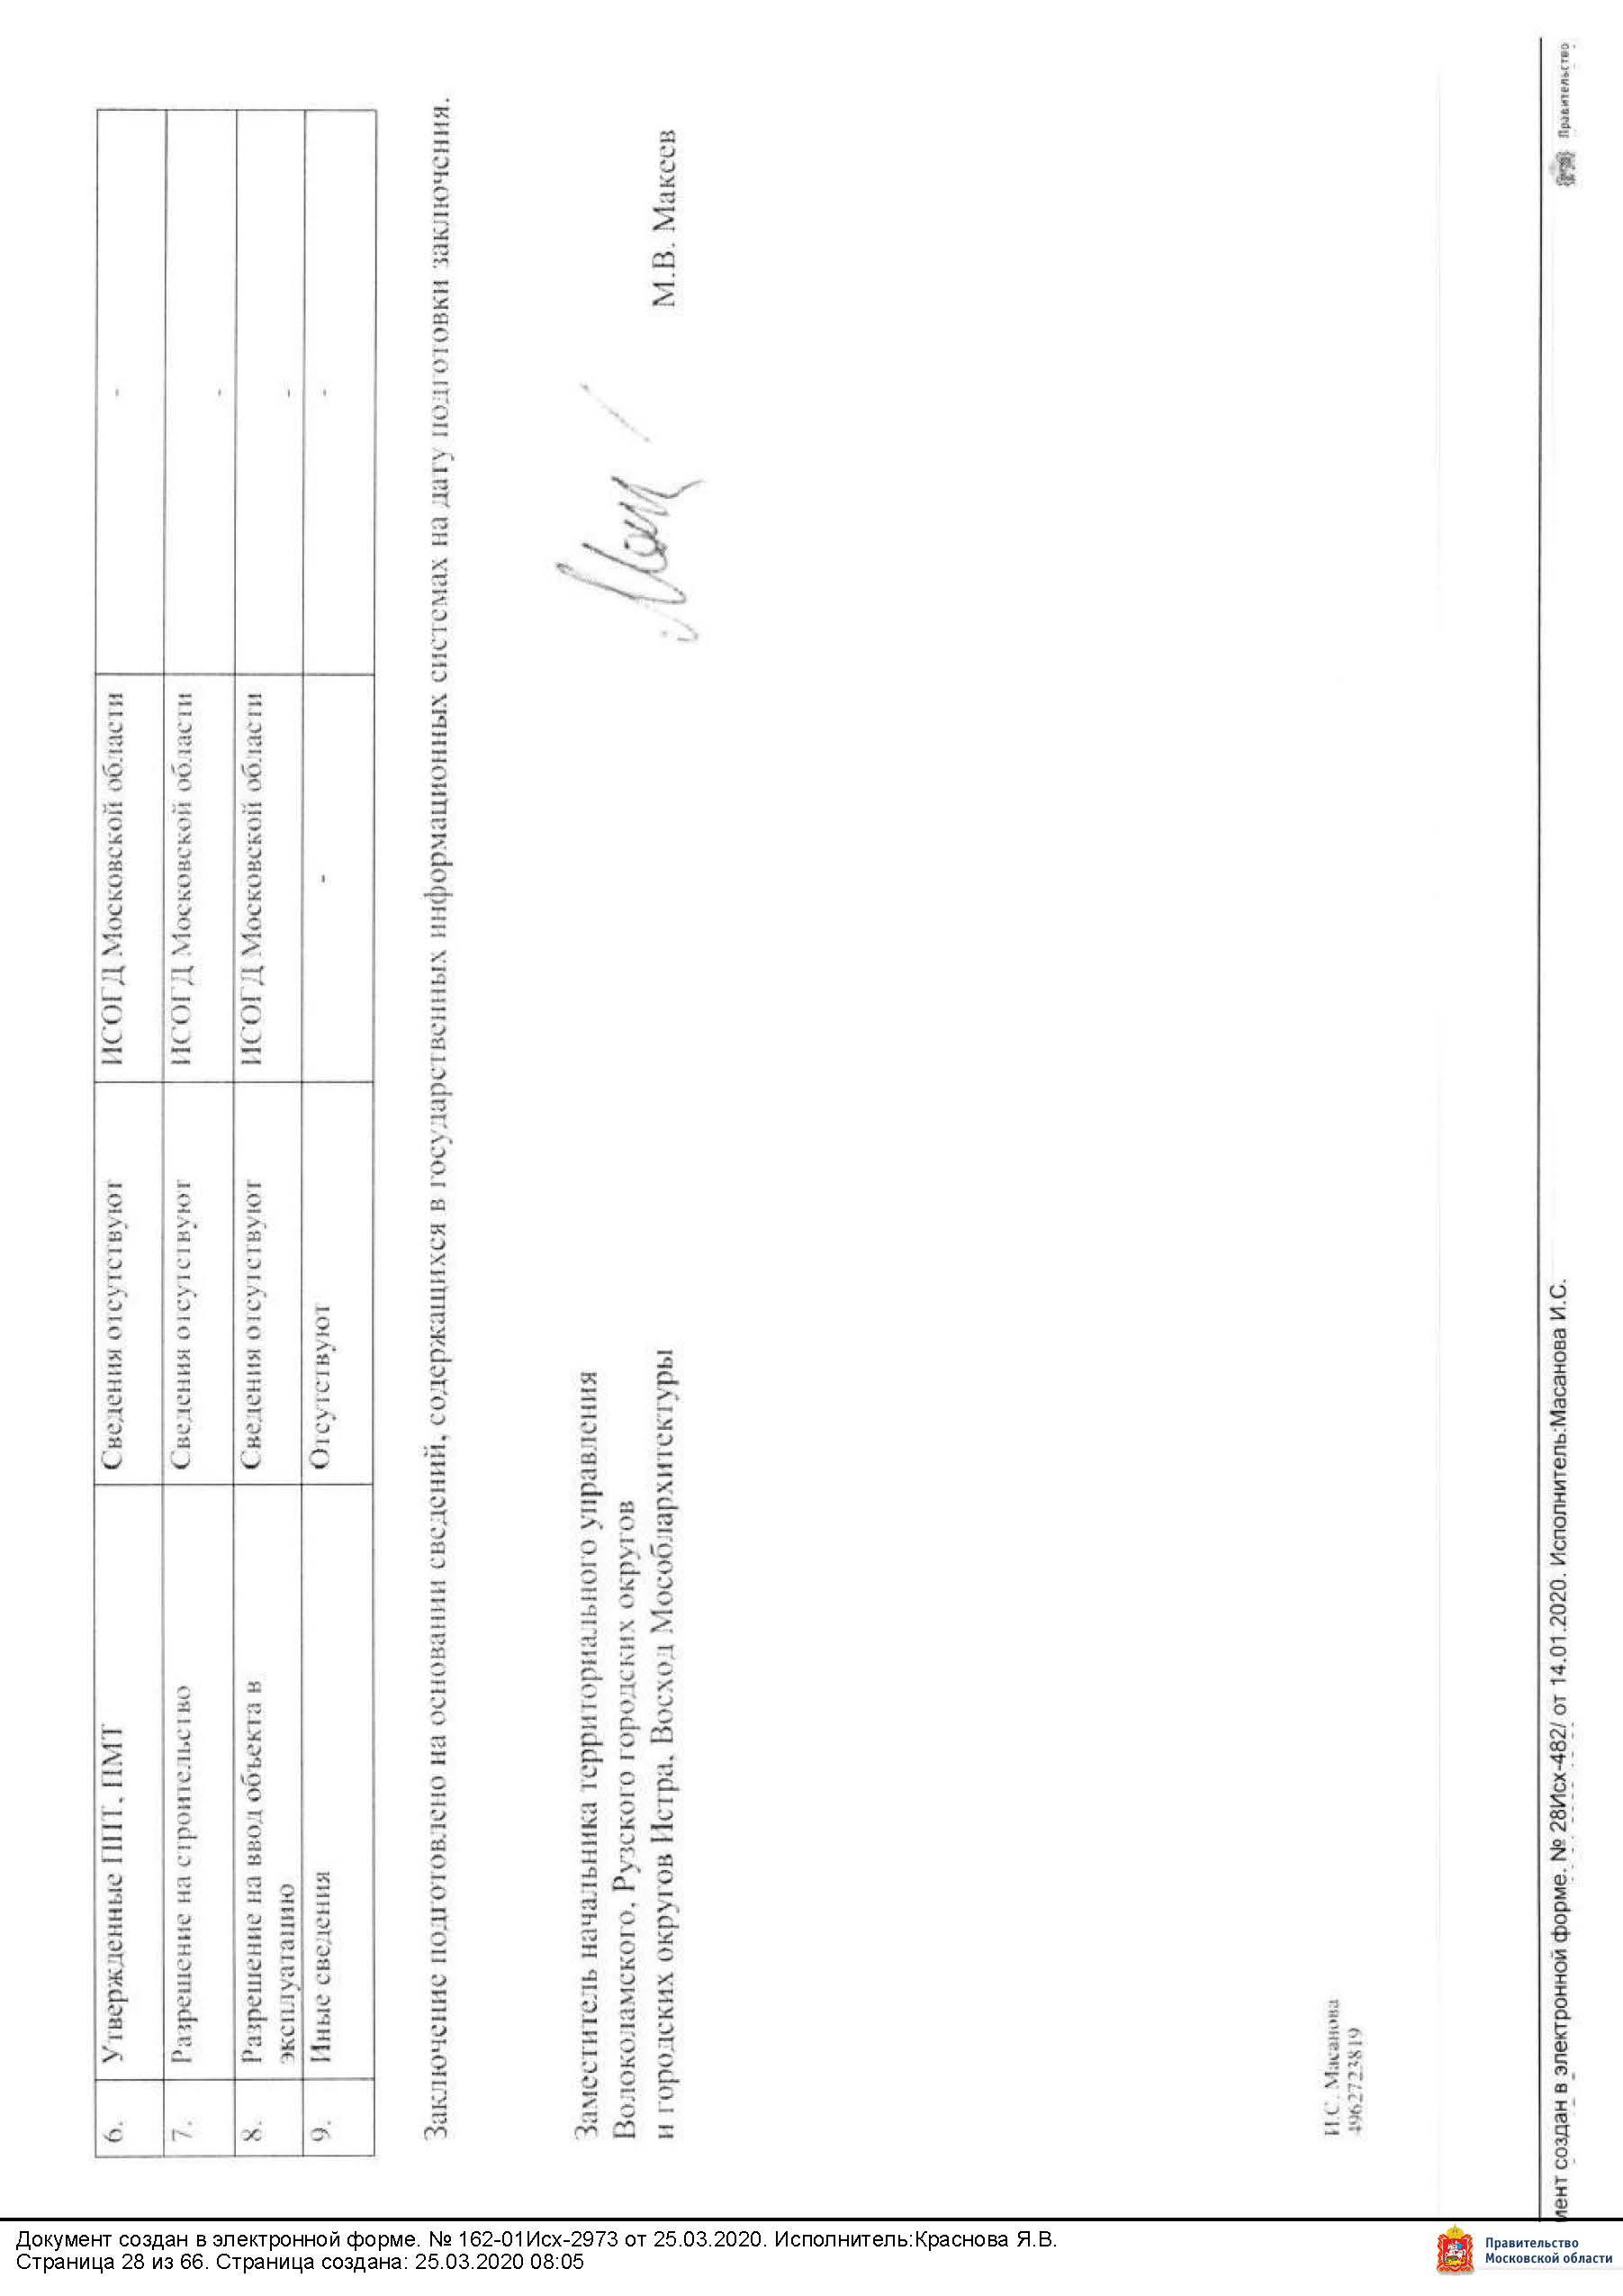 6. Утвержденные ППТ, ПМТ Сведения отсутствуют ИСОГД Московской области -
7. Разрешение на строительство Сведения отсутствуют ИСОГД Московской области -
8. Разрешение на ввод объекта в Сведения отсутствуют ИСОГД Московской области -
эксплуатацию
9. Иные сведения Отсутствуют - -
Заключение подготовлено на основании сведений, содержащихся в государственных информационных системах на дату подготовки заключения.
Заместитель начальника территориального управления
Волоколамского, Рузского городских округов
и городских округов Истра, Восход Мособлархитектуры М.В. Макеев
И.С. Масанова
4962723819
мент создан в электронной форме. № 28Исх-482/ от 14.01.2020. Исполнитель:Масанова И.С.
Правительство
Документ создан в электронной форме. № 162-01Исх-2973 от 25.03.2020. Исполнитель:Краснова Я.В.
Страница 28 из 66. Страница создана: 25.03.2020 08:05
Правительство
Московской области